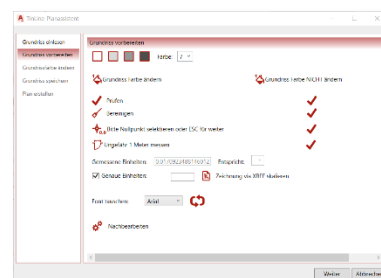 Trixline Planassistent
Grundriss einlesen
Grundriss vorbereiten
Grundrissfarbe ändern
Grundriss speichern
Plan erstellen
Grundriss vorbereiten
Farbe:
Grundriss Farbe ändern
Grundriss Farbe NICHT ändern
Prüfen
Bereinigen
Bitte Nullpunkt selektieren oder ESC für weiter
Ungefähr 1 Meter messen
Gemessene Einheiten:
Entspricht:
Genaue Einheiten:
Zeichnung via XREF skalieren
Font tauschen:
Arial
Nachbearbeiten
Weiter
Abbrechen